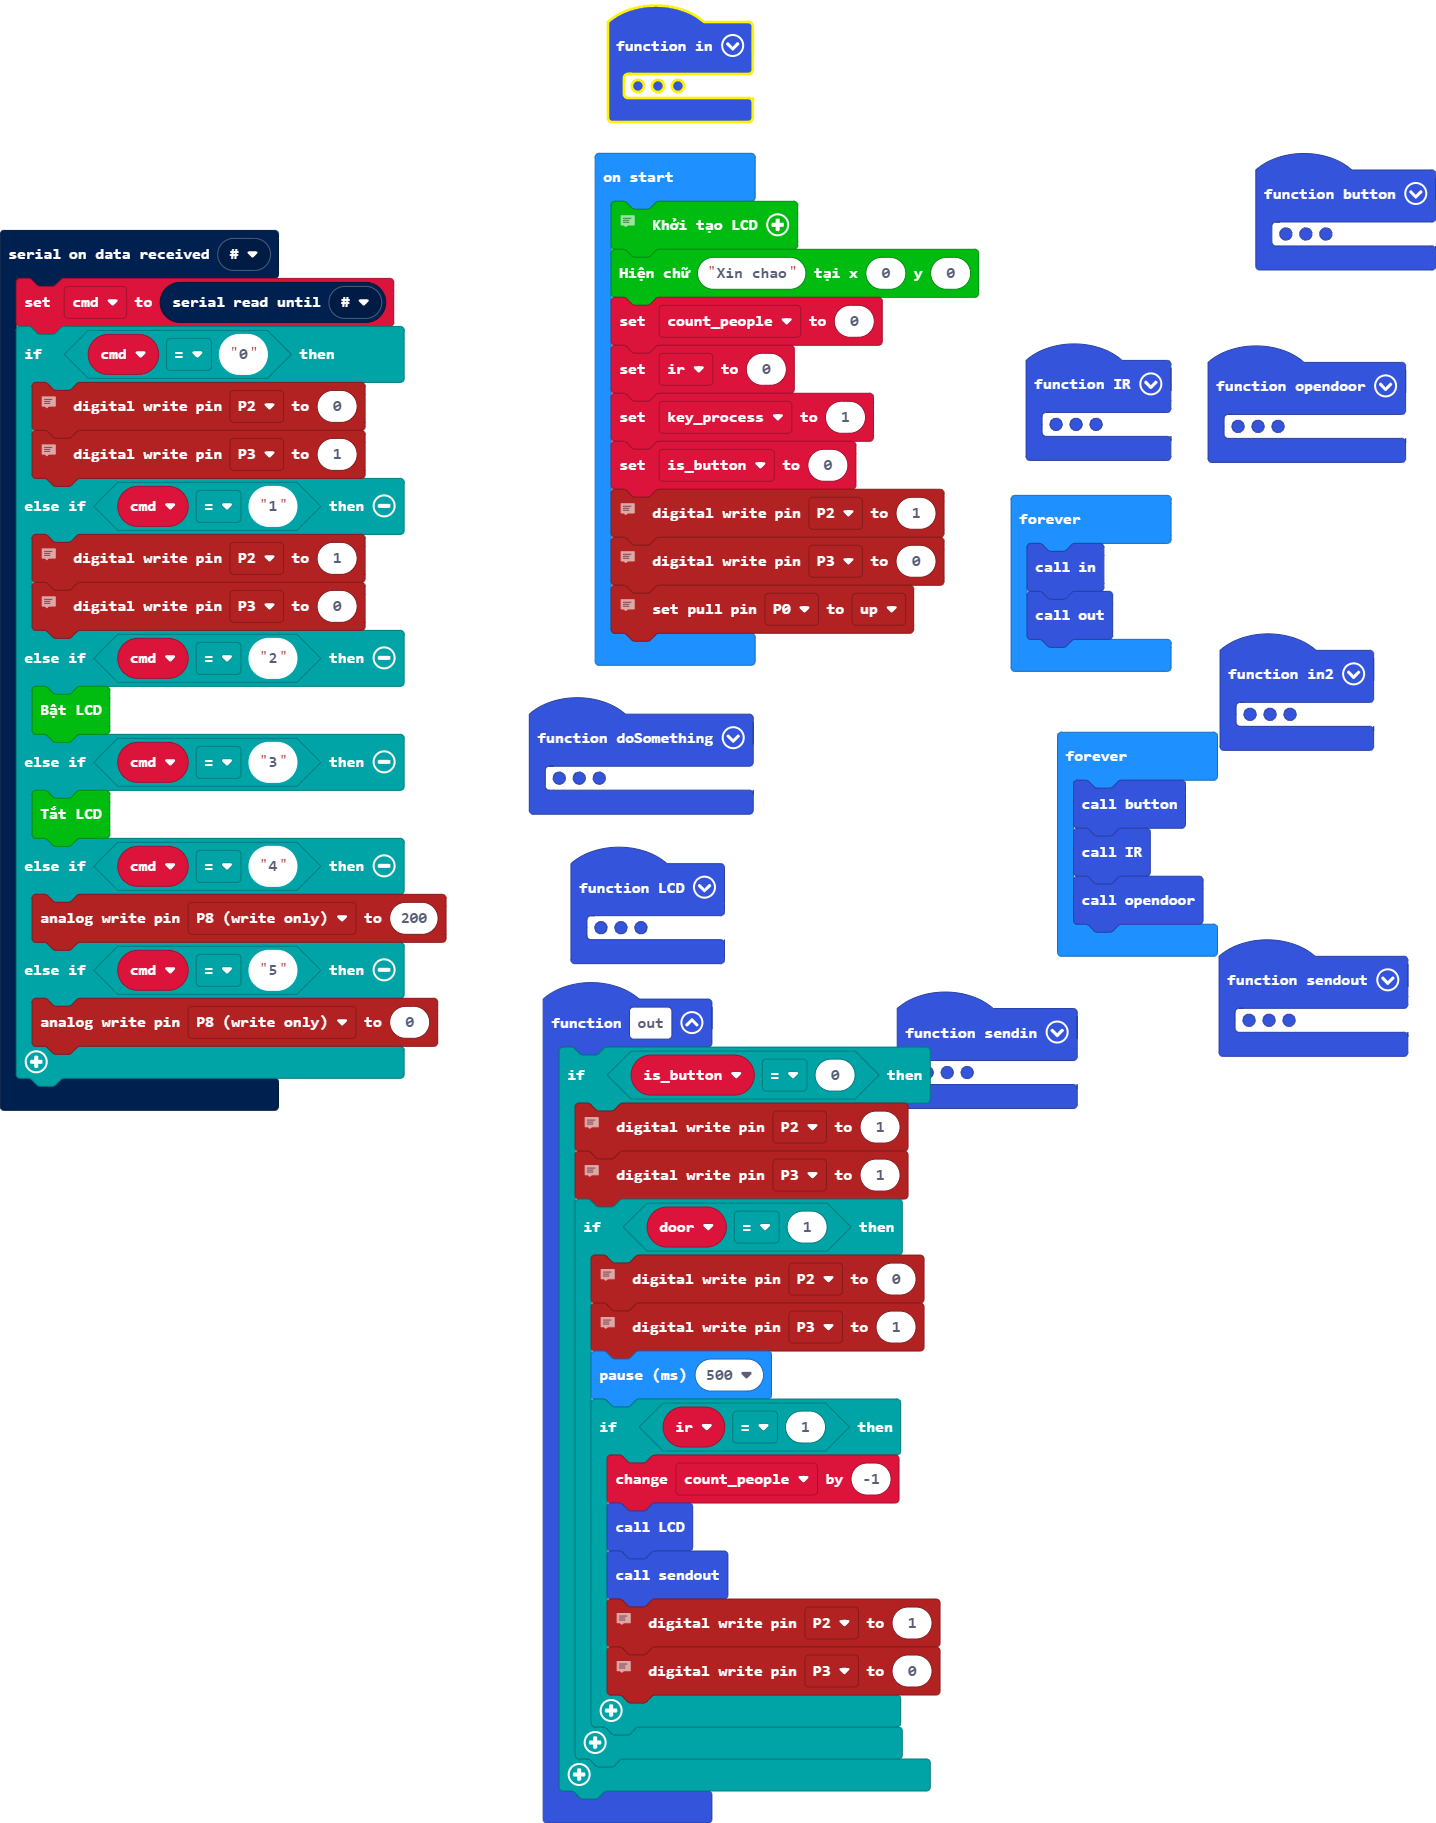 function in
on start
Khởi tạo LCD
Hiện chữ "Xin chao" tại x 0 y 0
set count_people to 0
set ir to 0
set key_process to 1
set is_button to 0
digital write pin P2 to 1
digital write pin P3 to 0
set pull pin P0 to up
function button
serial on data received #
set cmd to serial read until #
if cmd = "0" then
digital write pin P2 to 0
digital write pin P3 to 1
else if cmd = "1" then
digital write pin P2 to 1
digital write pin P3 to 0
else if cmd = "2" then
Bật LCD
else if cmd = "3" then
Tắt LCD
else if cmd = "4" then
analog write pin P8 (write only) to 200
else if cmd = "5" then
analog write pin P8 (write only) to 0
function IR
function opendoor
forever
call in
call out
function in2
function doSomething
forever
call button
call IR
call opendoor
function LCD
function sendout
function sendin
function out
if is_button = 0 then
digital write pin P2 to 1
digital write pin P3 to 1
if door = 1 then
digital write pin P2 to 0
digital write pin P3 to 1
pause (ms) 500
if ir = 1 then
change count_people by -1
call LCD
call sendout
digital write pin P2 to 1
digital write pin P3 to 0